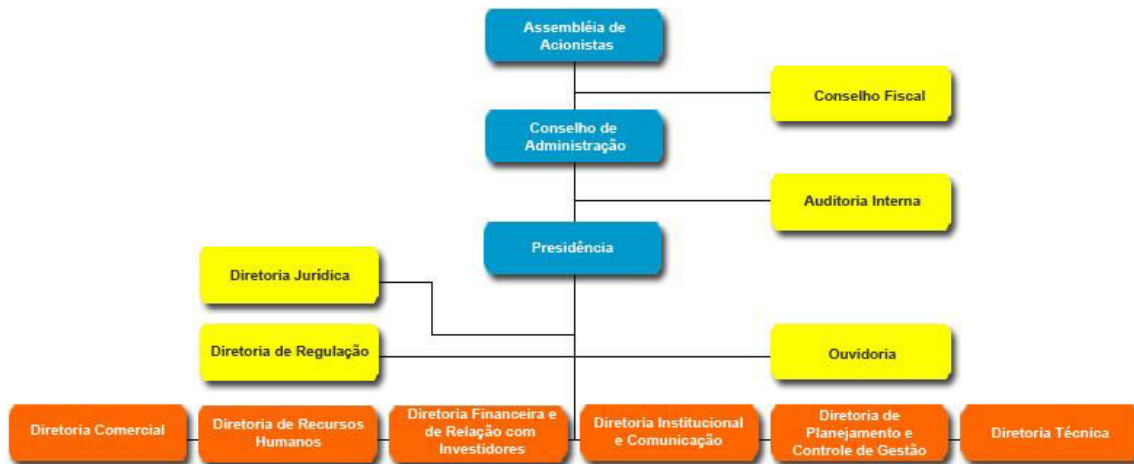 Assembléia de
Acionistas
Conselho Fiscal
Conselho de
Administração
Auditoria Interna
Presidência
Diretoria Jurídica
Diretoria de Regulação
Ouvidoria
Diretoria Comercial
Diretoria de Recursos
Humanos
Diretoria Financeira e
de Relação com
Investidores
Diretoria Institucional
e Comunicação
Diretoria de
Planejamento e
Controle de Gestão
Diretoria Técnica